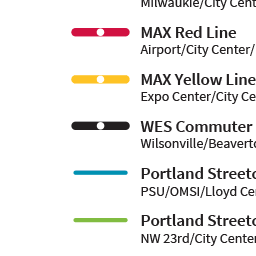 Milwaukie/City Cent
MAX Red Line
Airport/City Center/
MAX Yellow Line
Expo Center/City Ce
WES Commuter
Wilsonville/Beaverto
Portland Streetc
PSU/OMSI/Lloyd Ce
Portland Streetc
NW 23rd/City Center